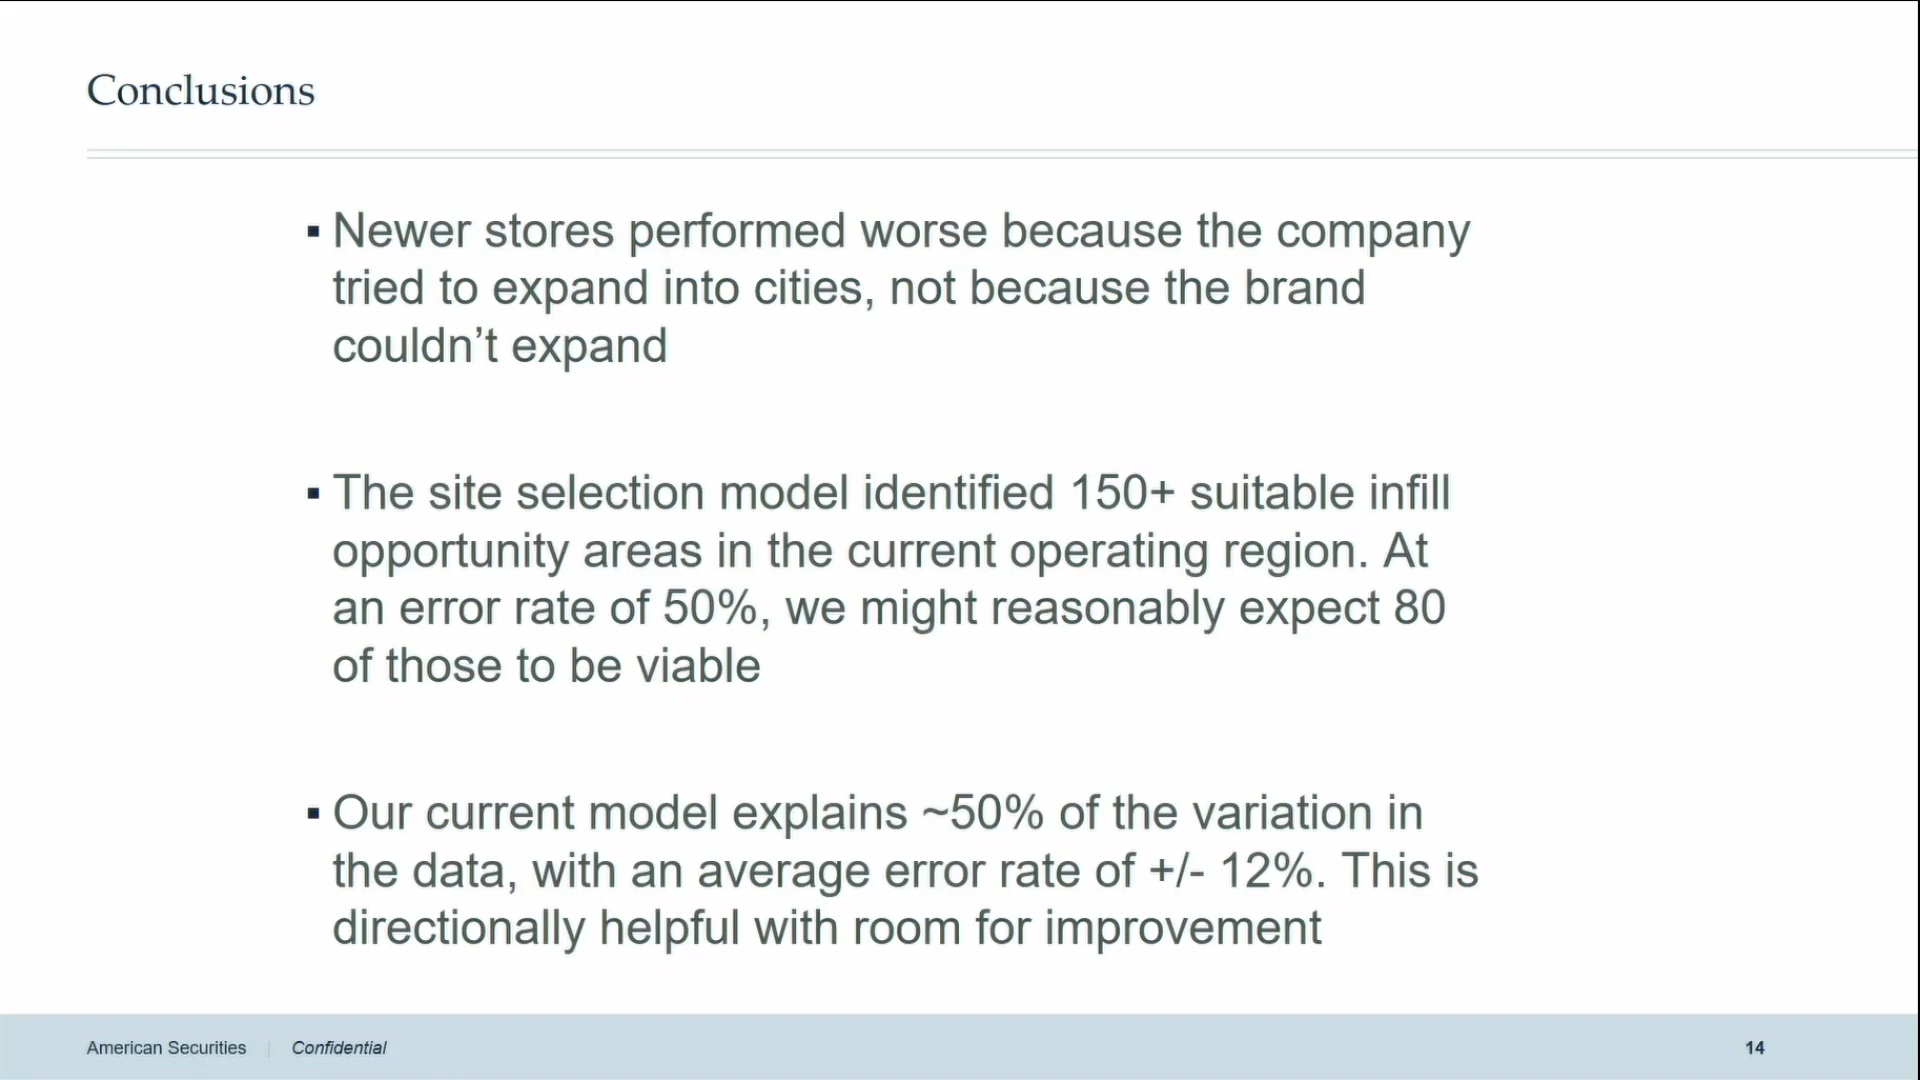 Conclusions
▪ Newer stores performed worse because the company
tried to expand into cities, not because the brand
couldn’t expand
▪ The site selection model identified 150+ suitable infill
opportunity areas in the current operating region. At
an error rate of 50%, we might reasonably expect 80
of those to be viable
▪ Our current model explains ~50% of the variation in
the data, with an average error rate of +/- 12%. This is
directionally helpful with room for improvement
American Securities | Confidential 14